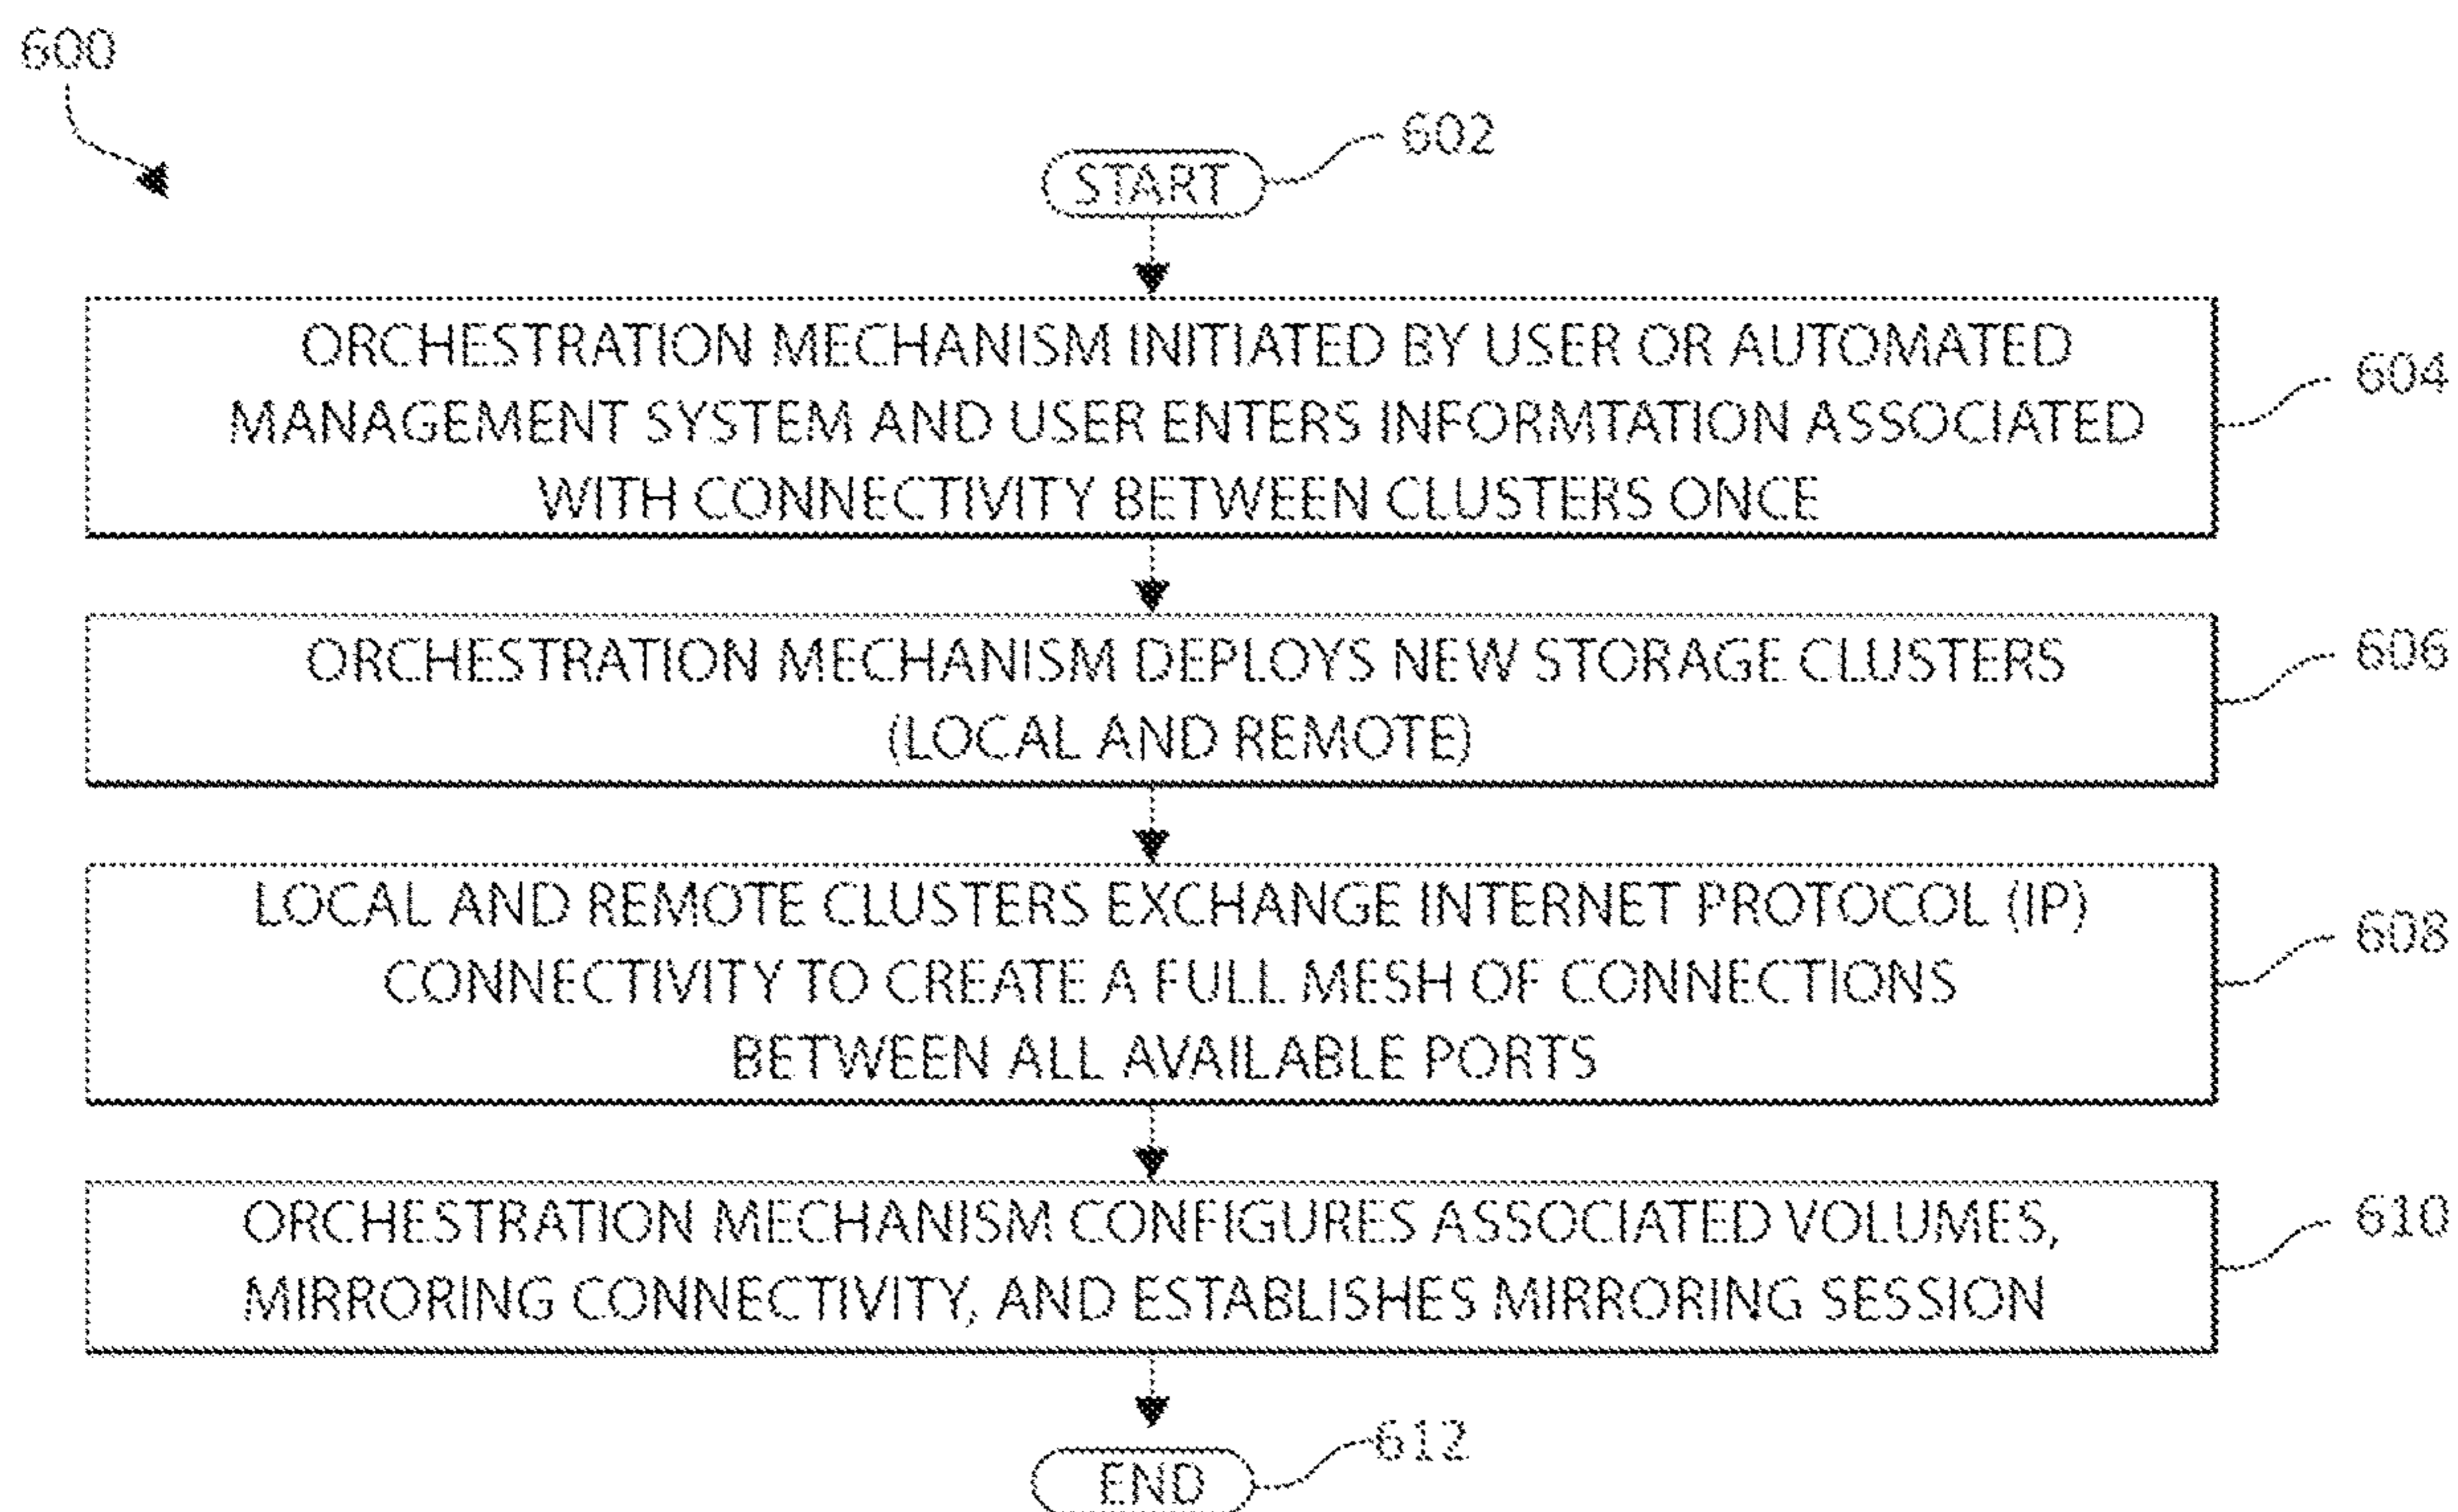 600
602
START
ORCHESTRATION MECHANISM INITIATED BY USER OR AUTOMATED
MANAGEMENT SYSTEM AND USER ENTERS INFORMTATION ASSOCIATED
WITH CONNECTIVITY BETWEEN CLUSTERS ONCE
604
ORCHESTRATION MECHANISM DEPLOYS NEW STORAGE CLUSTERS
(LOCAL AND REMOTE)
606
LOCAL AND REMOTE CLUSTERS EXCHANGE INTERNET PROTOCOL (IP)
CONNECTIVITY TO CREATE A FULL MESH OF CONNECTIONS
BETWEEN ALL AVAILABLE PORTS
608
ORCHESTRATION MECHANISM CONFIGURES ASSOCIATED VOLUMES,
MIRRORING CONNECTIVITY, AND ESTABLISHES MIRRORING SESSION
610
612
END